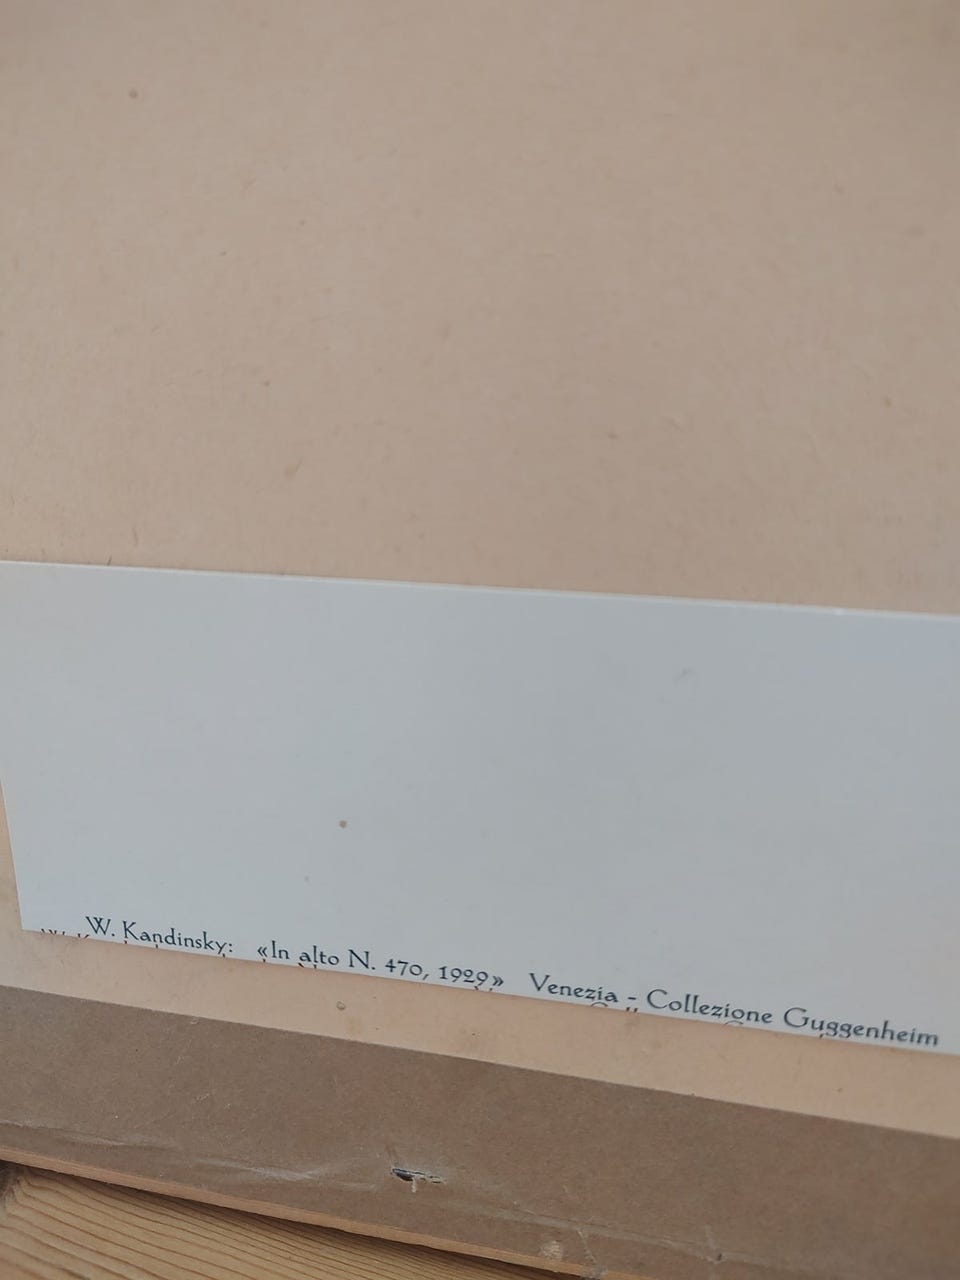 W. Kandinsky: «In alto N. 470, 1929» Venezia - Collezione Guggenheim